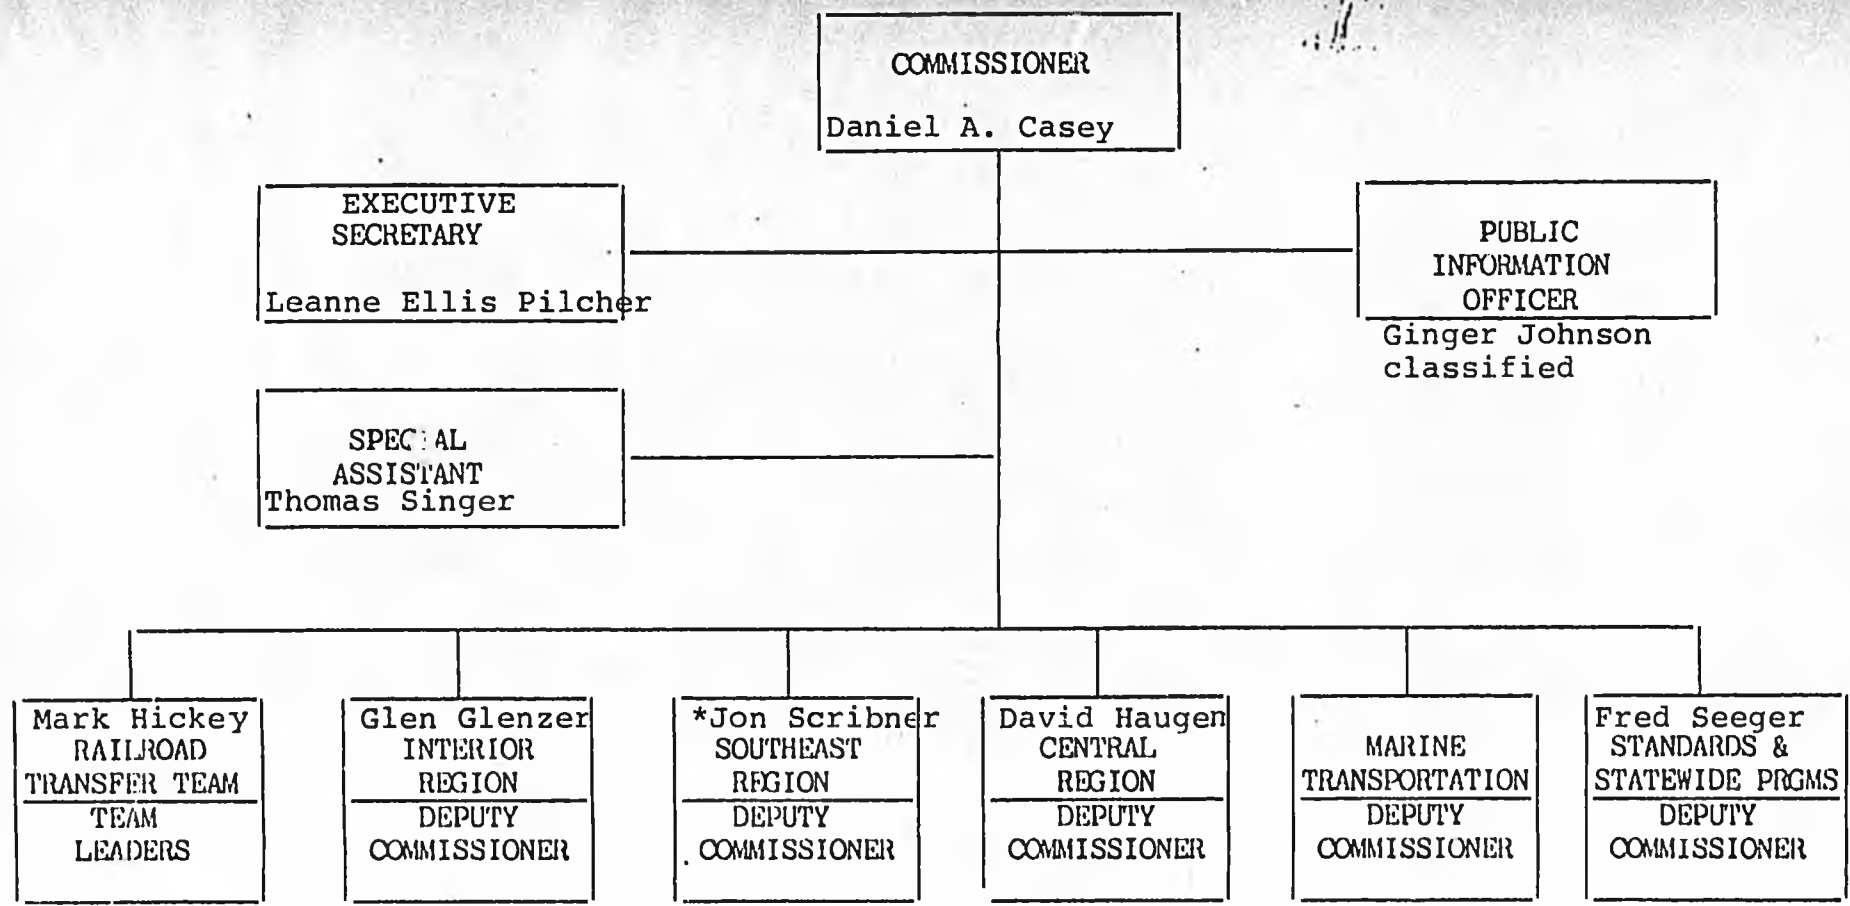 COMMISSIONER
Daniel A. Casey
EXECUTIVE
SECRETARY
Leanne Ellis Pilcher
PUBLIC
INFORMATION
OFFICER
Ginger Johnson
classified
SPECIAL
ASSISTANT
Thomas Singer
Mark Hickey
RAILROAD
TRANSFER TEAM
TEAM
LEADERS
Glen Glenzer
INTERIOR
REGION
DEPUTY
COMMISSIONER
*Jon Scribner
SOUTHEAST
REGION
DEPUTY
COMMISSIONER
David Haugen
CENTRAL
REGION
DEPUTY
COMMISSIONER
MARINE
TRANSPORTATION
DEPUTY
COMMISSIONER
Fred Seeger
STANDARDS &
STATEWIDE PRGMS
DEPUTY
COMMISSIONER